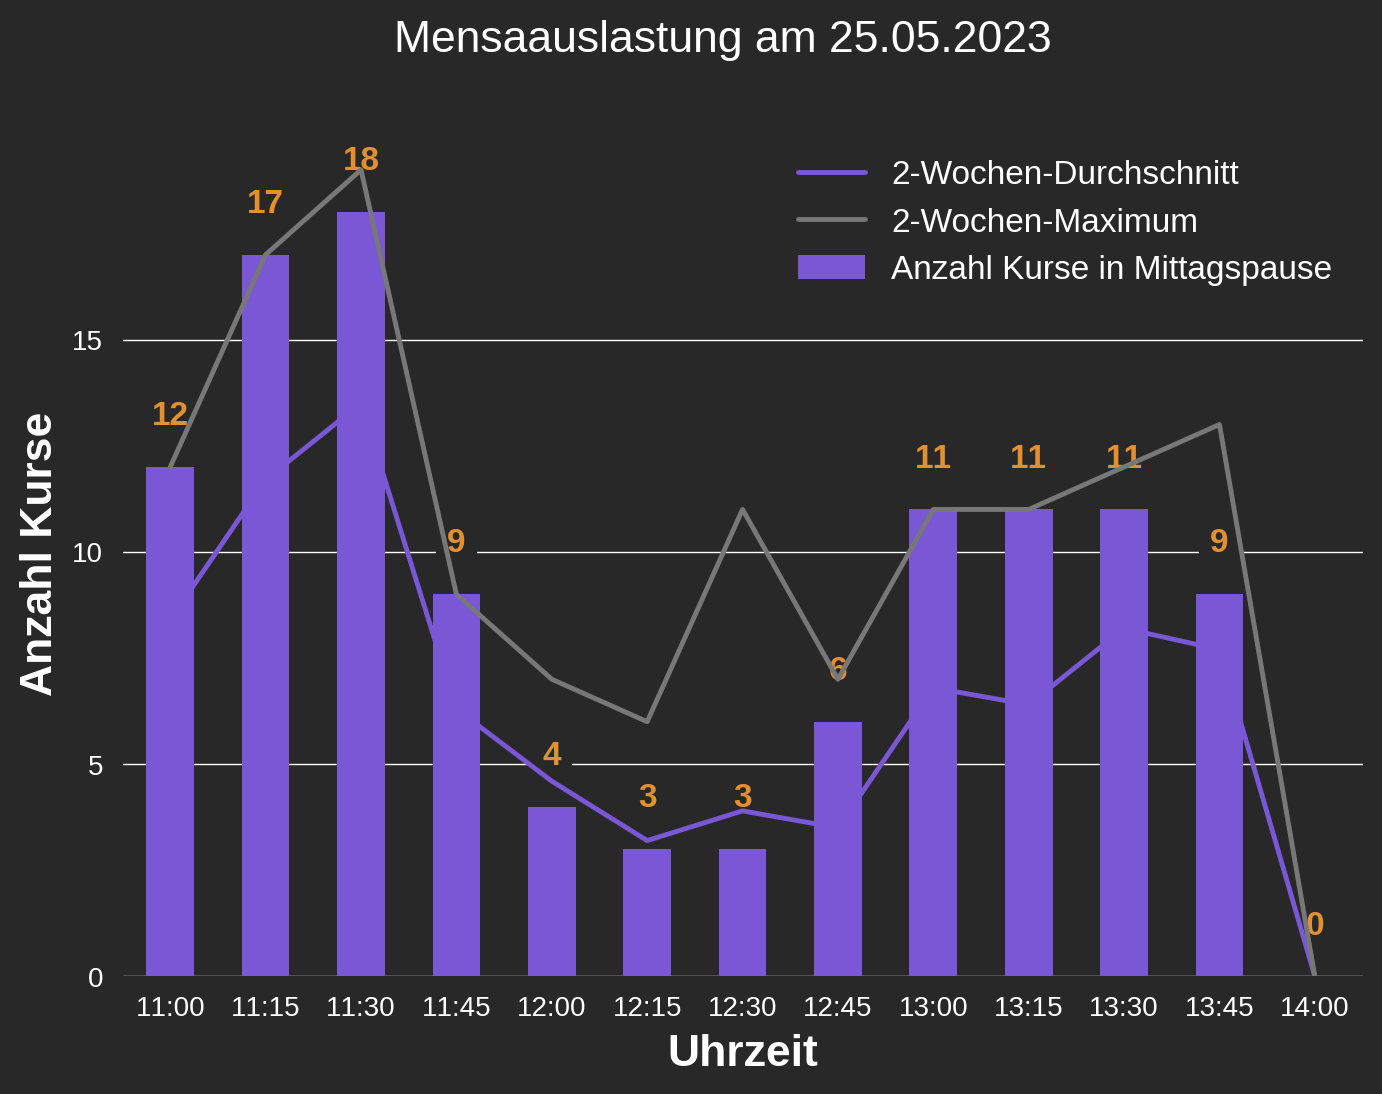 Mensaauslastung am 25.05.2023
2-Wochen-Durchschnitt
2-Wochen-Maximum
Anzahl Kurse in Mittagspause
Anzahl Kurse
15
10
5
0
12
17
18
9
4
3
3
6
11
11
11
9
0
11:00 11:15 11:30 11:45 12:00 12:15 12:30 12:45 13:00 13:15 13:30 13:45 14:00
Uhrzeit